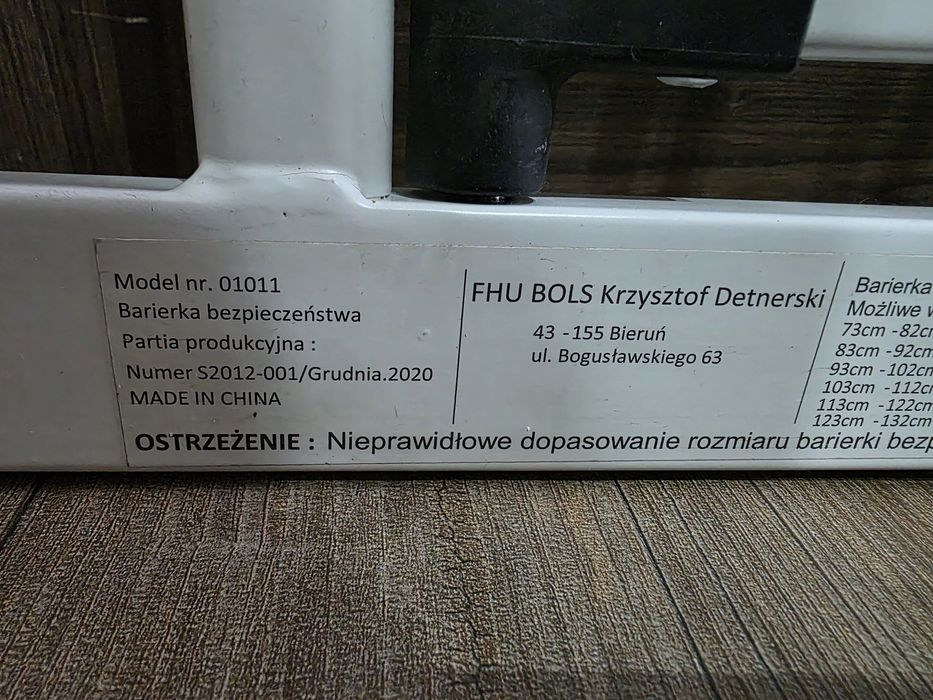 Model nr. 01011
Barierka bezpieczeństwa
Partia produkcyjna :
Numer S2012-001/Grudnia.2020
MADE IN CHINA
FHU BOLS Krzysztof Detnerski
43 -155 Bieruń
ul. Bogusławskiego 63
Barierka
Możliwe
73cm -82cm
83cm -92cm
93cm -102cm
103cm -112cm
113cm -122cm
123cm -132cm
OSTRZEŻENIE : Nieprawidłowe dopasowanie rozmiaru barierki